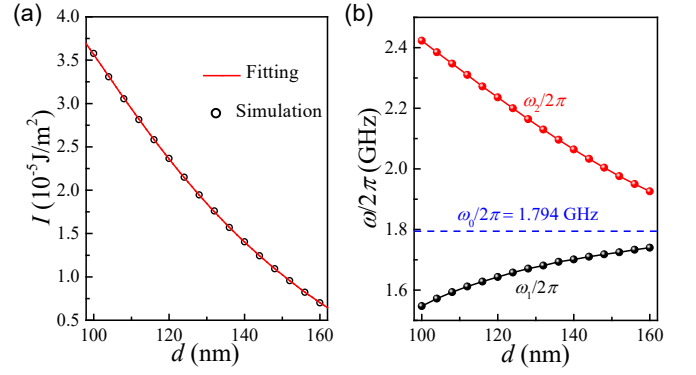 (a)
(b)
4.0
3.5
3.0
2.5
2.0
1.5
1.0
0.5
I (10⁻⁵J/m²)
Fitting
Simulation
100
120
140
160
d (nm)
2.4
2.2
2.0
1.8
1.6
ω/2π (GHz)
ω₂/2π
ω₀/2π = 1.794 GHz
ω₁/2π
100
120
140
160
d (nm)